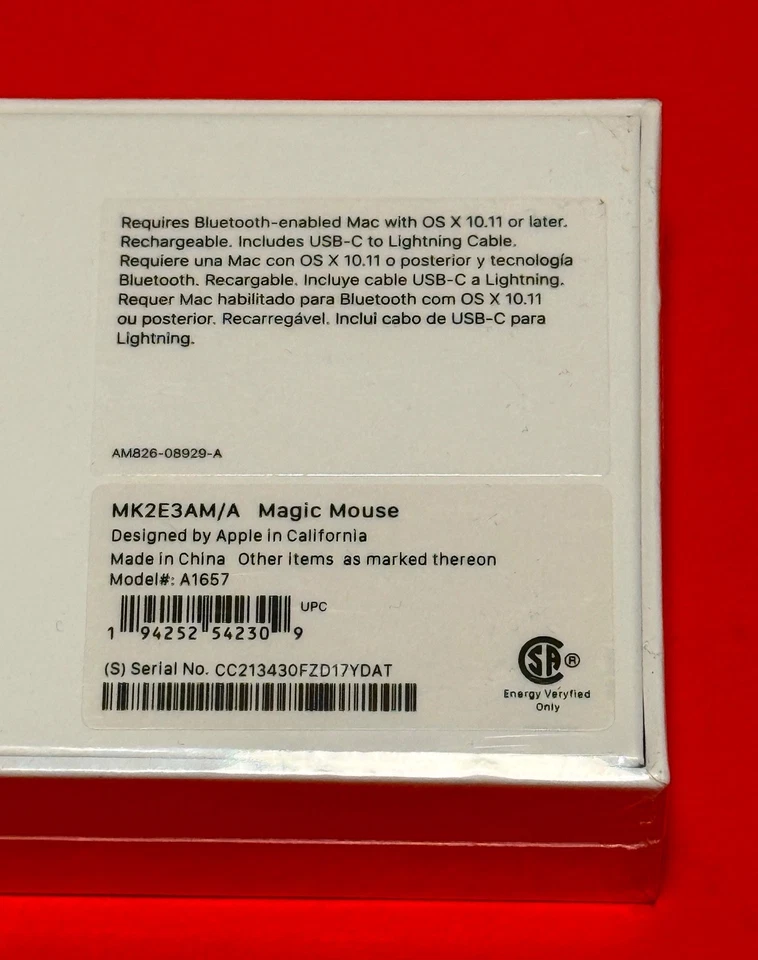 Requires Bluetooth-enabled Mac with OS X 10.11 or later.
Rechargeable. Includes USB-C to Lightning Cable.
Requiere una Mac con OS X 10.11 o posterior y tecnología
Bluetooth. Recargable. Incluye cable USB-C a Lightning.
Requer Mac habilitado para Bluetooth com OS X 10.11
ou posterior. Recarregável. Inclui cabo de USB-C para
Lightning.
AM826-08929-A
MK2E3AM/A Magic Mouse
Designed by Apple in California
Made in China Other items as marked thereon
Model#: A1657
UPC
1 94252 54230 9
(S) Serial No. CC213430FZD17YDAT
SA ®
Energy Veryfied
Only